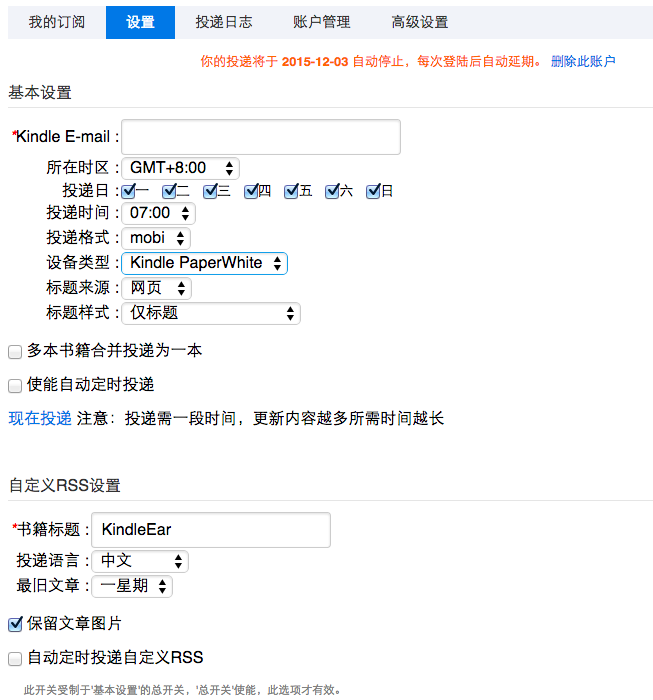 我的订阅 设置 投递日志 账户管理 高级设置
你的投递将于 2015-12-03 自动停止，每次登陆后自动延期。 删除此账户
基本设置
*Kindle E-mail :
所在时区 : GMT+8:00
投递日 : 一 二 三 四 五 六 日
投递时间 : 07:00
投递格式 : mobi
设备类型 : Kindle PaperWhite
标题来源 : 网页
标题样式 : 仅标题
多本书籍合并投递为一本
使能自动定时投递
现在投递 注意：投递需一段时间，更新内容越多所需时间越长
自定义RSS设置
*书籍标题 : KindleEar
投递语言 : 中文
最旧文章 : 一星期
保留文章图片
自动定时投递自定义RSS
此开关受制于'基本设置'的总开关，'总开关'使能，此选项才有效。